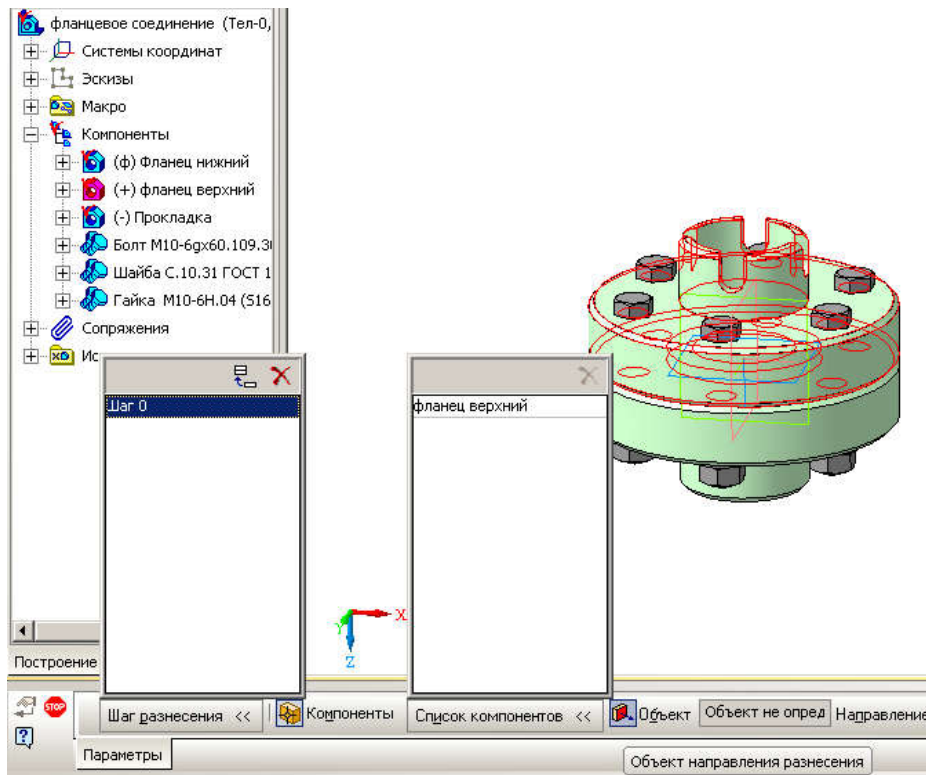 фланцевое соединение (Тел-0,
Системы координат
Эскизы
Макро
Компоненты
(ф) Фланец нижний
(+) фланец верхний
(-) Прокладка
Болт М10-6gx60.109.3
Шайба С.10.31 ГОСТ 1
Гайка М10-6Н.04 (S16
Сопряжения
Ис
Шаг 0
фланец верхний
X
Y
Z
Построение
STOP
Шаг разнесения <<
Компоненты
Список компонентов <<
Объект
Объект не опред
Направление
?
Параметры
Объект направления разнесения